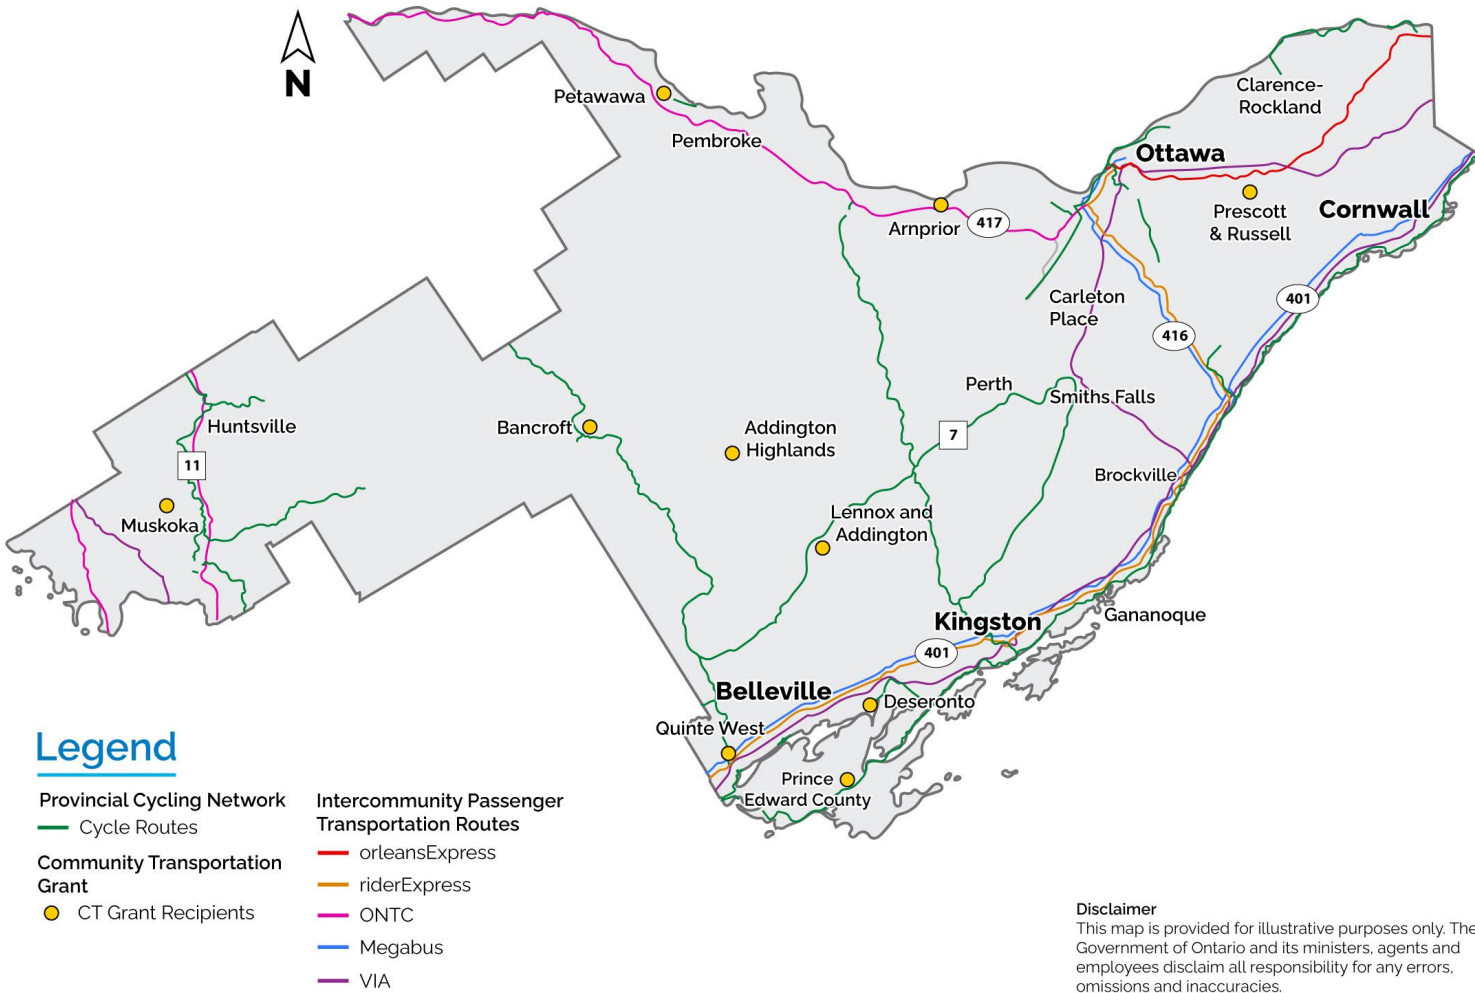 N
Petawawa
Pembroke
Clarence-
Rockland
Ottawa
Prescott
& Russell
Cornwall
Arnprior
417
Carleton
Place
401
416
Perth
Smiths Falls
Huntsville
Bancroft
Addington
Highlands
7
11
Muskoka
Brockville
Lennox and
Addington
Kingston
Gananoque
401
Belleville
Deseronto
Quinte West
Prince
Edward County
Legend
Provincial Cycling Network
Cycle Routes
Community Transportation
Grant
CT Grant Recipients
Intercommunity Passenger
Transportation Routes
orleansExpress
riderExpress
ONTC
Megabus
VIA
Disclaimer
This map is provided for illustrative purposes only. The
Government of Ontario and its ministers, agents and
employees disclaim all responsibility for any errors,
omissions and inaccuracies.